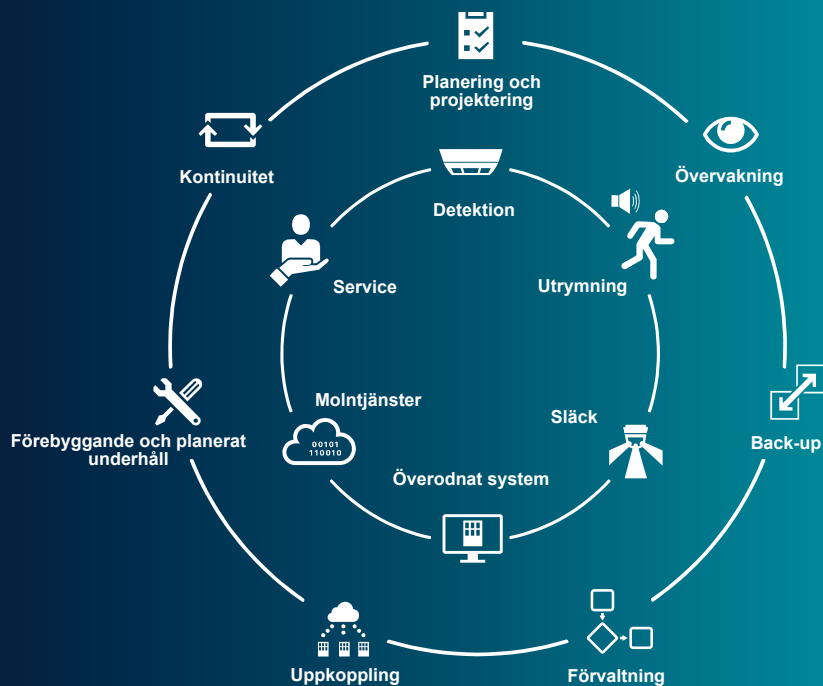 Planering och
projektering
Kontinuitet
Övervakning
Detektion
Service
Utrymning
Molntjänster
00101
110010
Släck
Förebyggande och planerat
underhåll
Back-up
Överodnat system
Uppkoppling
Förvaltning